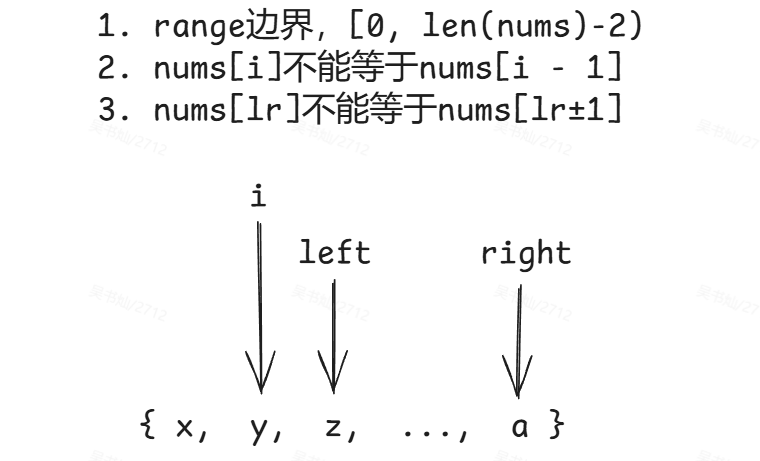 1. range边界，[0, len(nums)-2)
2. nums[i]不能等于nums[i - 1]
3. nums[lr]不能等于nums[lr±1]
i
left
right
{ x, y, z, ..., a }